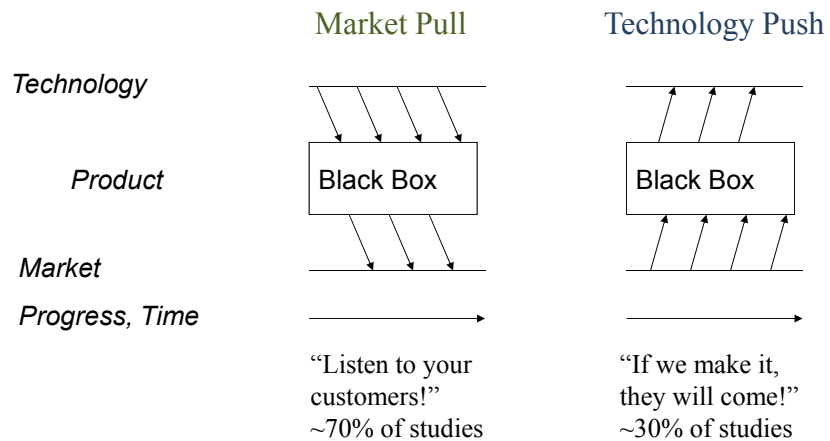 Market Pull
Technology Push
Technology
Product
Black Box
Black Box
Market
Progress, Time
“Listen to your
customers!”
~70% of studies
“If we make it,
they will come!”
~30% of studies